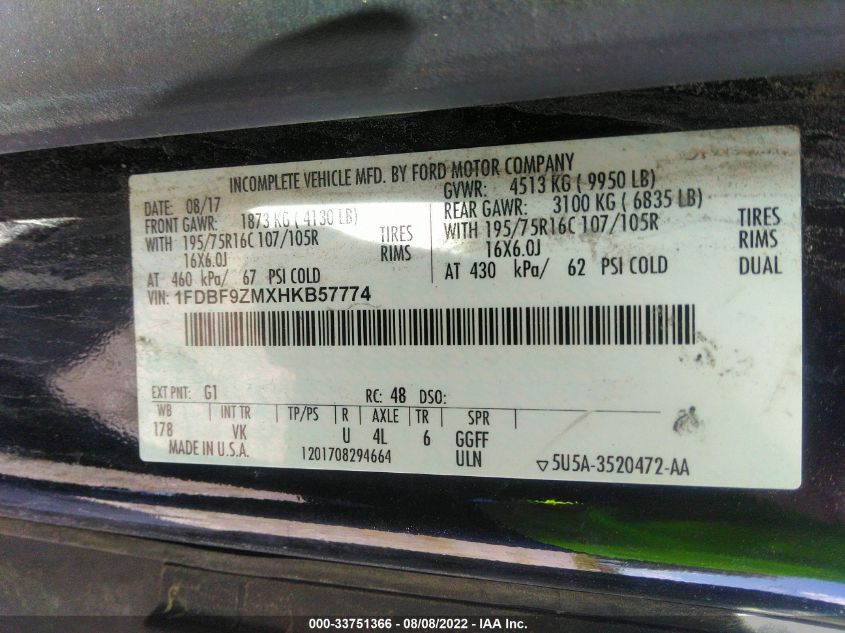 INCOMPLETE VEHICLE MFD. BY FORD MOTOR COMPANY
DATE: 08/17
GVWR: 4513 KG ( 9950 LB)
FRONT GAWR: 1873 KG ( 4130 LB)
REAR GAWR: 3100 KG ( 6835 LB)
WITH 195/75R16C 107/105R TIRES
WITH 195/75R16C 107/105R TIRES
16X6.0J RIMS
16X6.0J RIMS
AT 460 kPa/ 67 PSI COLD
AT 430 kPa/ 62 PSI COLD DUAL
VIN: 1FDBF9ZMXHKB57774
EXT PNT: G1 RC: 48 DSO:
WB INT TR TP/PS R AXLE TR SPR
178 VK U 4L 6 GGFF
MADE IN U.S.A. 1201708294664 ULN
5U5A-3520472-AA
000-33751366 - 08/08/2022 - IAA Inc.